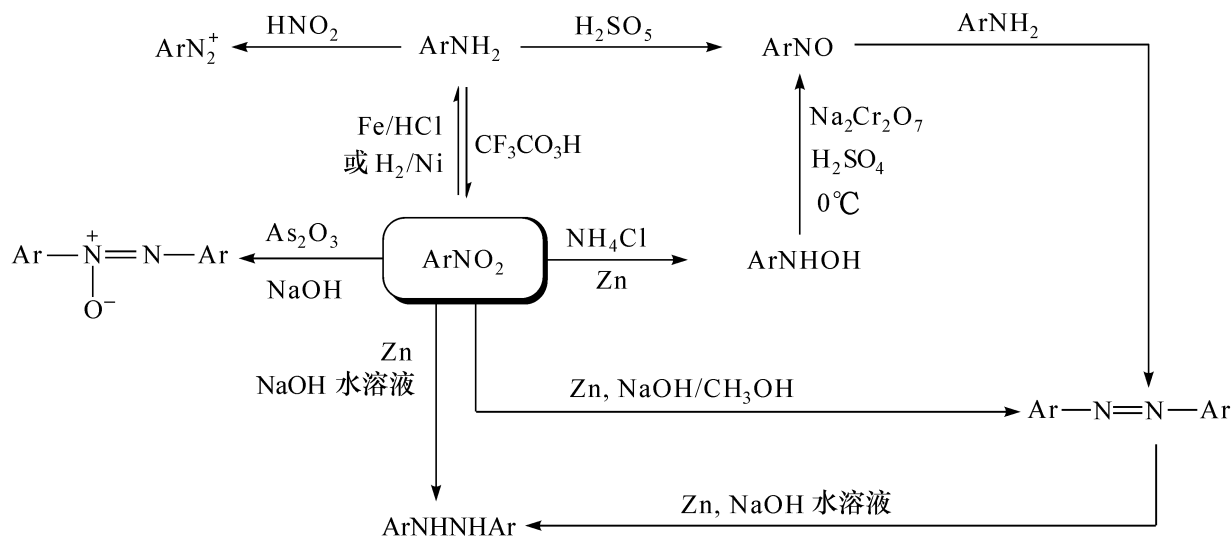 HNO₂
H₂SO₅
ArNH₂
ArN₂⁺
ArNH₂
ArNO
Fe/HCl
或 H₂/Ni
CF₃CO₃H
Na₂Cr₂O₇
H₂SO₄
0℃
As₂O₃
NaOH
Ar—N⁺=N—Ar
O⁻
ArNO₂
NH₄Cl
Zn
ArNHOH
Zn
NaOH 水溶液
Zn, NaOH/CH₃OH
Ar—N=N—Ar
Zn, NaOH 水溶液
ArNHNHAr